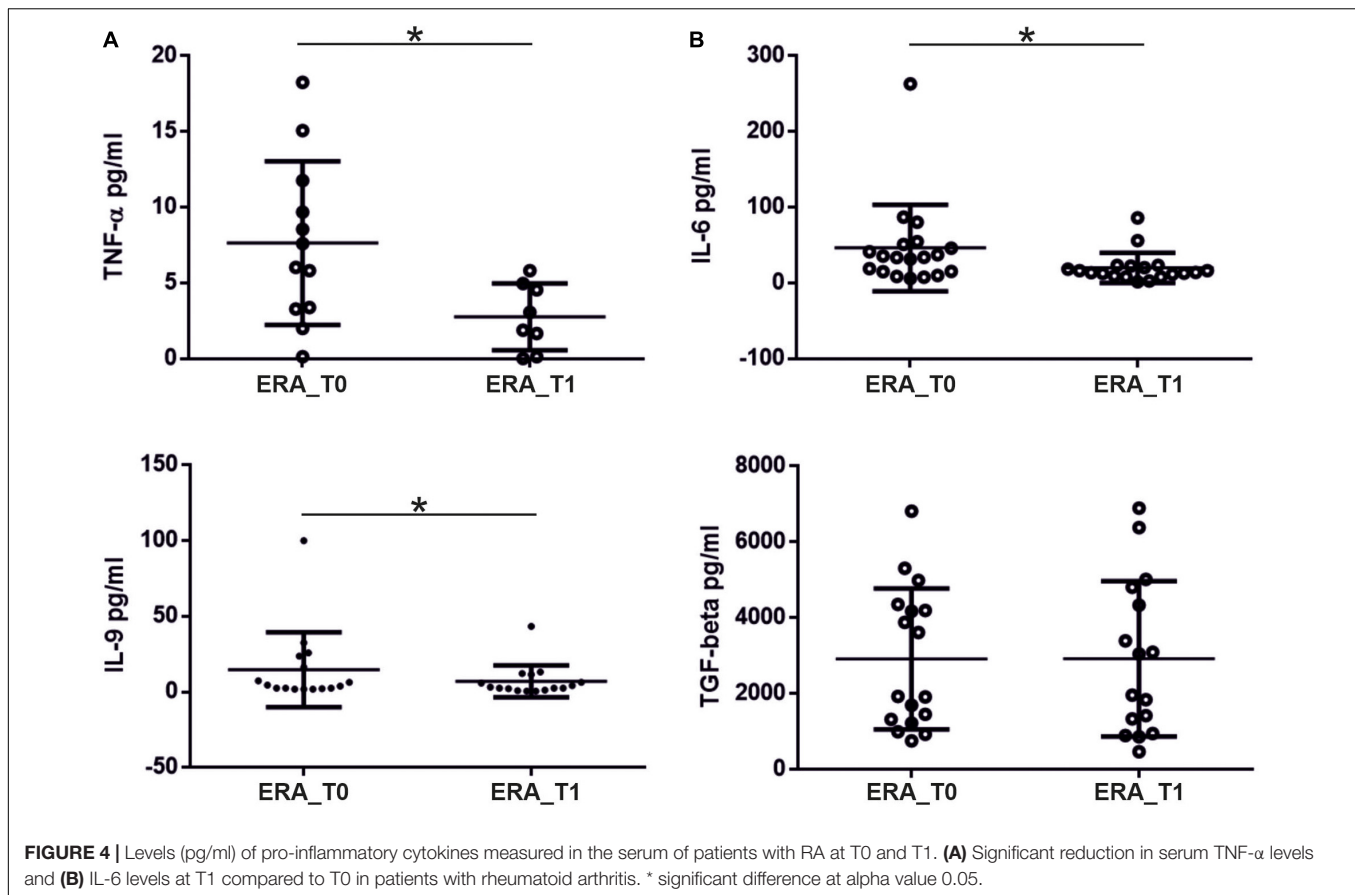 A
*
20
15
10
5
0
TNF-α pg/ml
ERA_T0 ERA_T1
B
*
300
200
100
0
-100
IL-6 pg/ml
ERA_T0 ERA_T1
*
150
100
50
0
-50
IL-9 pg/ml
ERA_T0 ERA_T1
8000
6000
4000
2000
0
TGF-beta pg/ml
ERA_T0 ERA_T1
FIGURE 4 | Levels (pg/ml) of pro-inflammatory cytokines measured in the serum of patients with RA at T0 and T1. (A) Significant reduction in serum TNF-α levels
and (B) IL-6 levels at T1 compared to T0 in patients with rheumatoid arthritis. * significant difference at alpha value 0.05.